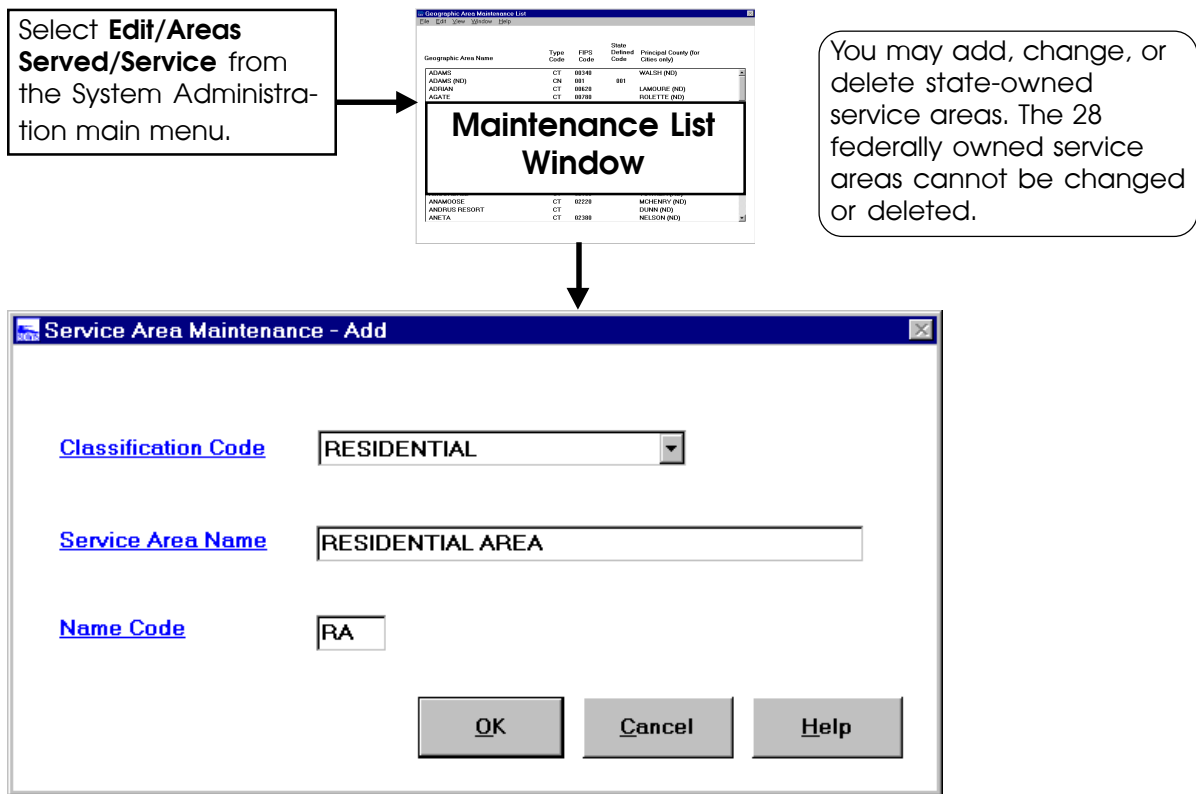 Select Edit/Areas
Served/Service from
the System Administra-
tion main menu.
Geographic Area Maintenance List
File Edit View Window Help
Geographic Area Name
Type
Code
FIPS
Code
State
Defined
Code
Principal County (for
Cities only)
ADAMS CT 00340 WALSH (ND)
ADAMS (ND) CN 001 001
ADRIAN CT 00620 LAMOURE (ND)
AGATE CT 00780 ROLETTE (ND)
Maintenance List
Window
ANAMOOSE CT 02220 MCHENRY (ND)
ANDRUS RESORT CT DUNN (ND)
ANETA CT 02380 NELSON (ND)
You may add, change, or
delete state-owned
service areas. The 28
federally owned service
areas cannot be changed
or deleted.
Service Area Maintenance - Add
Classification Code RESIDENTIAL
Service Area Name RESIDENTIAL AREA
Name Code RA
OK Cancel Help